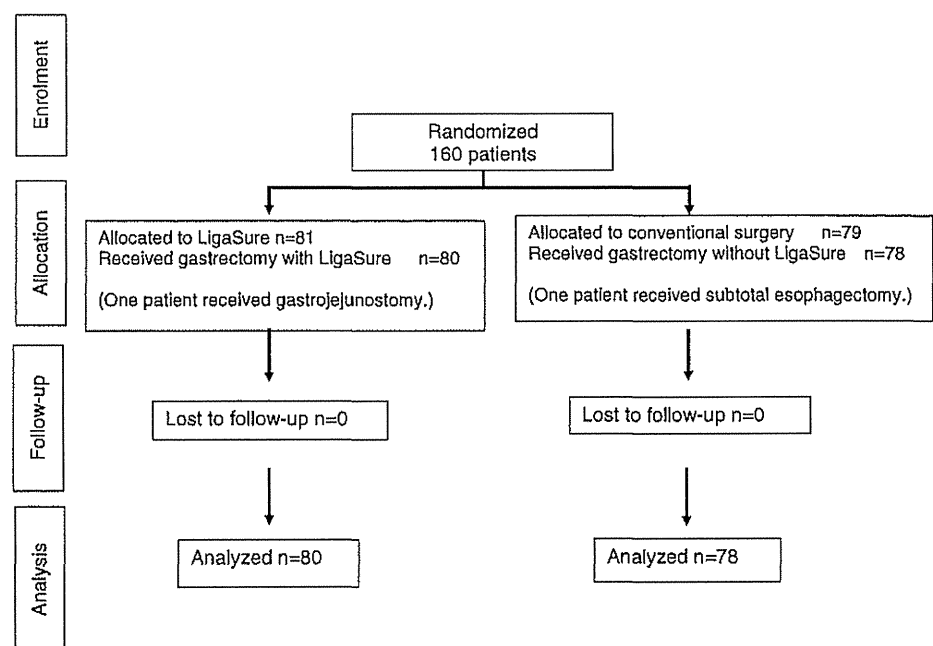 Enrolment
Randomized
160 patients
Allocation
Allocated to LigaSure n=81
Received gastrectomy with LigaSure n=80
(One patient received gastrojejunostomy.)
Allocated to conventional surgery n=79
Received gastrectomy without LigaSure n=78
(One patient received subtotal esophagectomy.)
Follow-up
Lost to follow-up n=0
Lost to follow-up n=0
Analysis
Analyzed n=80
Analyzed n=78